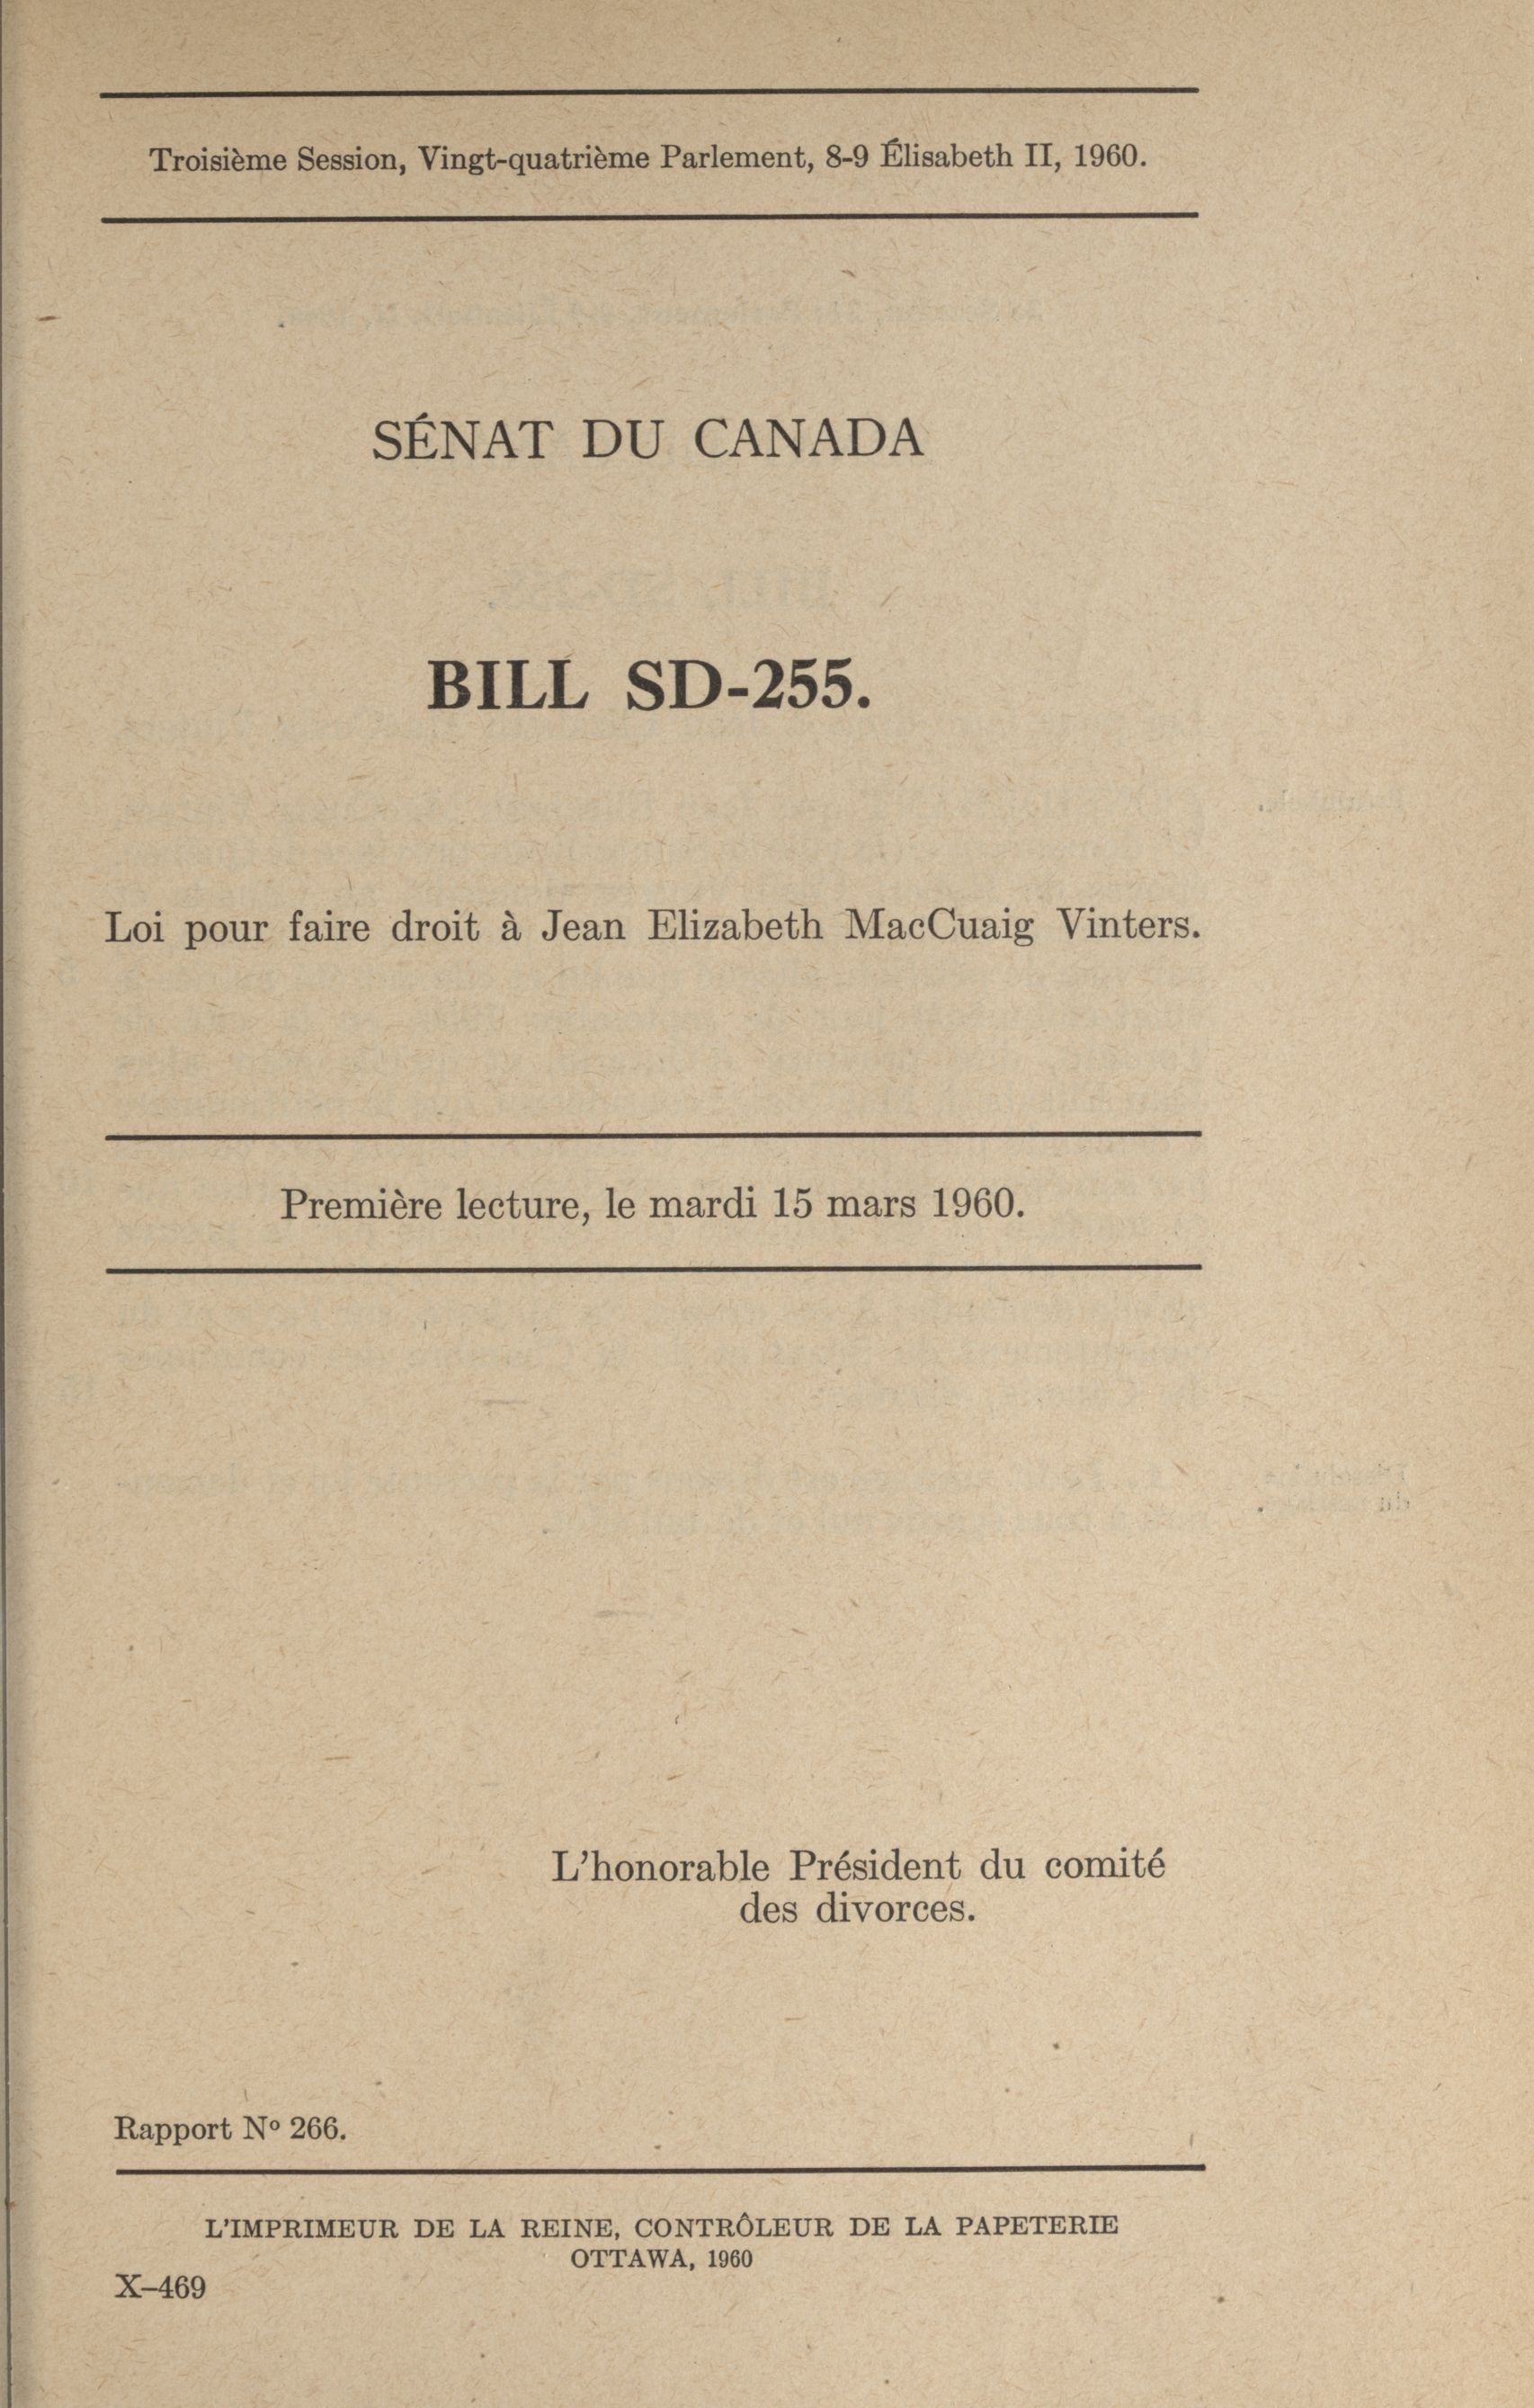 Troisième Session, Vingt-quatrième Parlement, 8-9 Élisabeth II, 1960.
SÉNAT DU CANADA
BILL SD-255.
Loi pour faire droit à Jean Elizabeth MacCuaig Vinters.
Première lecture, le mardi 15 mars 1960.
L'honorable Président du comité
des divorces.
Rapport Nº 266.
L'IMPRIMEUR DE LA REINE, CONTRÔLEUR DE LA PAPETERIE
OTTAWA, 1960
X–469